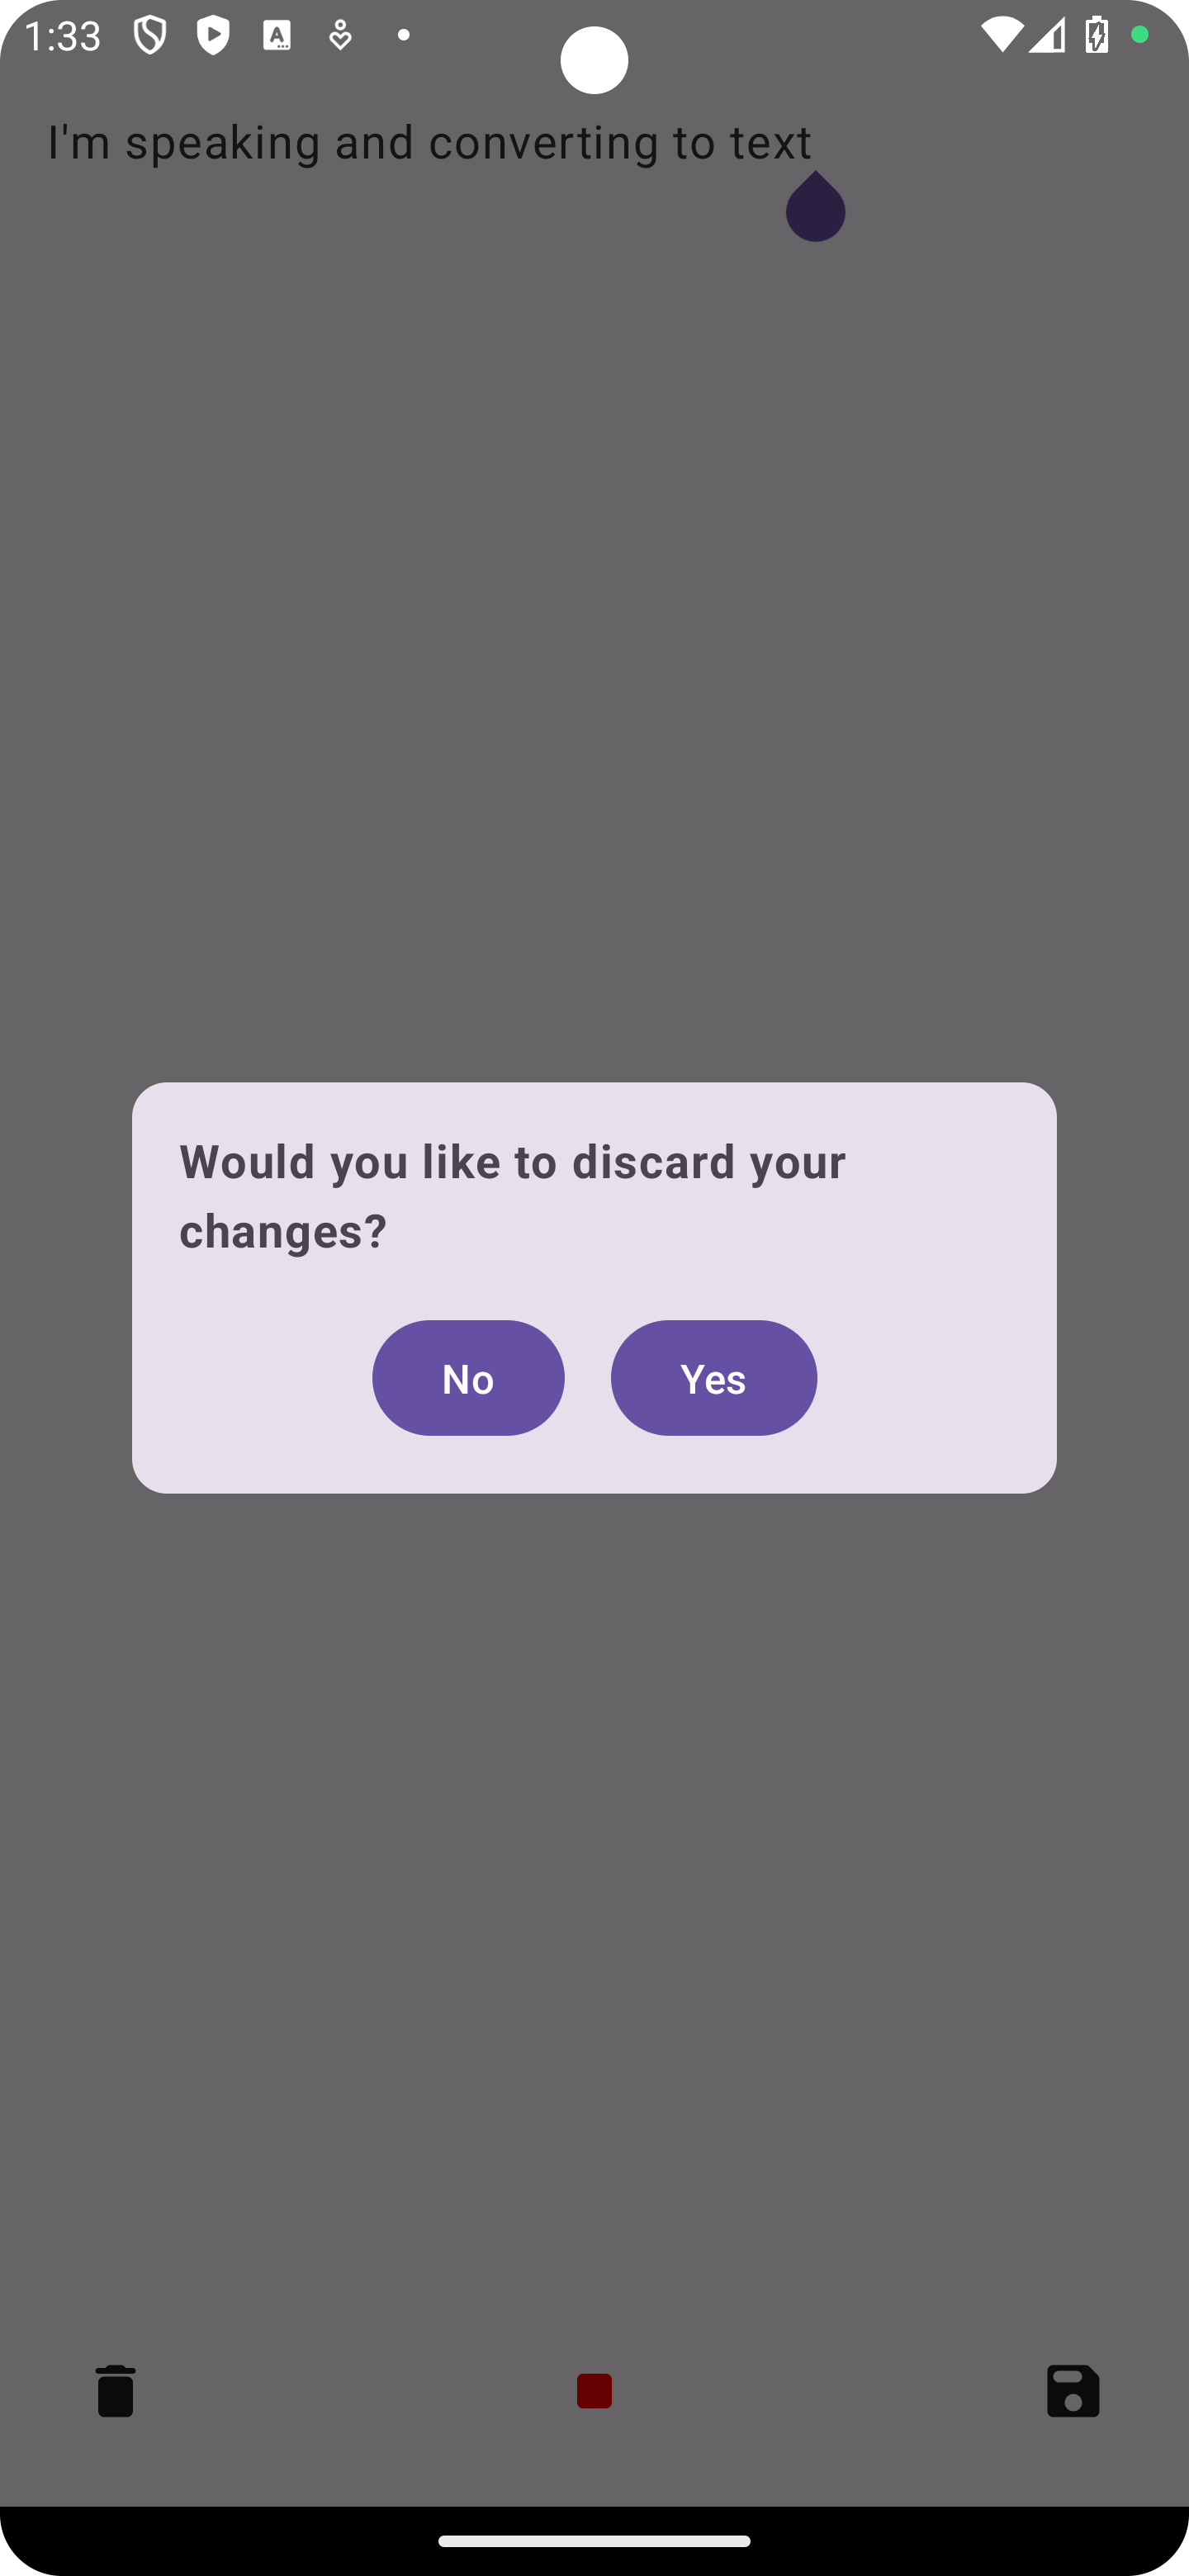 1:33
I'm speaking and converting to text
Would you like to discard your
changes?
No Yes